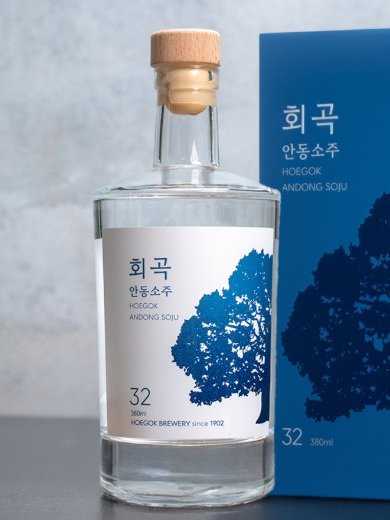 회곡
안동소주
HOEGOK
ANDONG SOJU
32
380ml
HOEGOK BREWERY since 1902
회곡
안동소주
HOEGOK
ANDONG SOJU
32 380ml